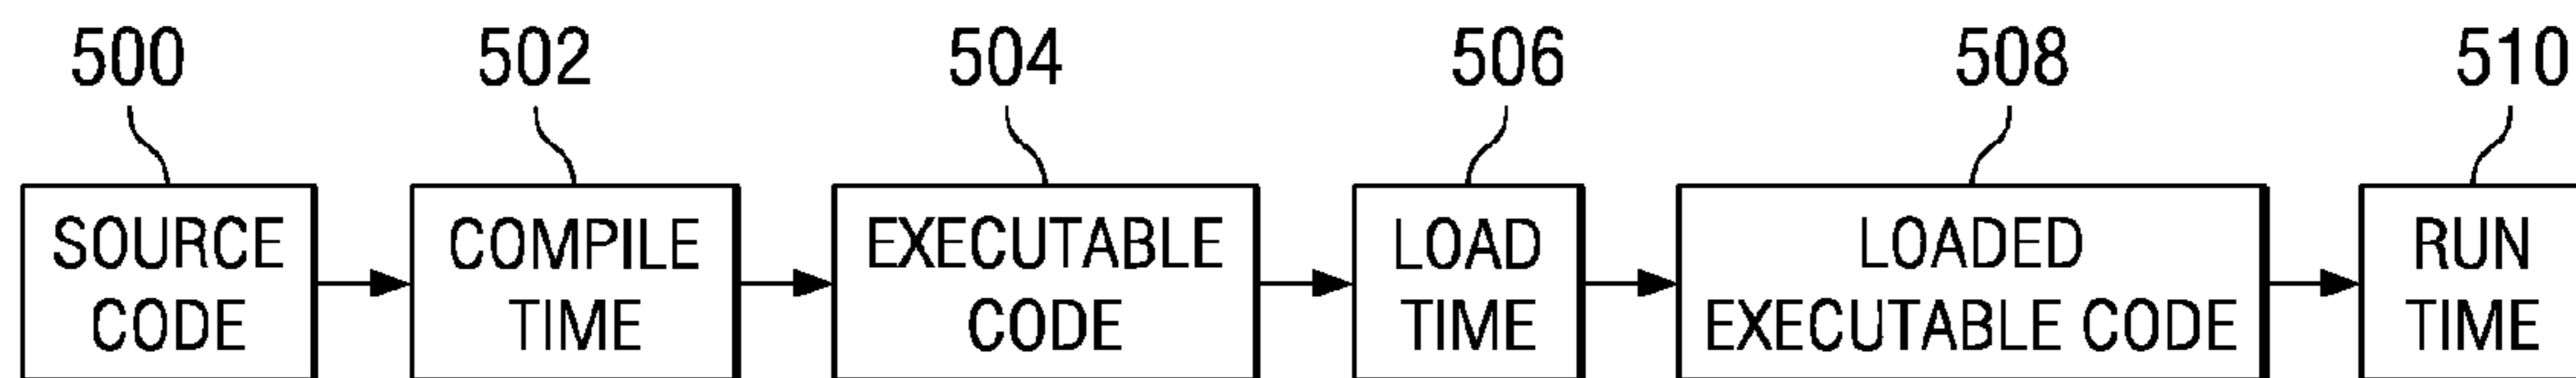 500 502 504 506 508 510
SOURCE CODE
COMPILE TIME
EXECUTABLE CODE
LOAD TIME
LOADED EXECUTABLE CODE
RUN TIME